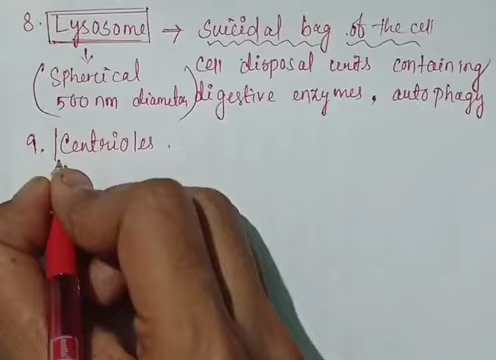 8. Lysosome → Suicidal bag of the cell
(Spherical
500 nm diameter)
cell disposal units containing
digestive enzymes, autophagy
9. Centrioles.